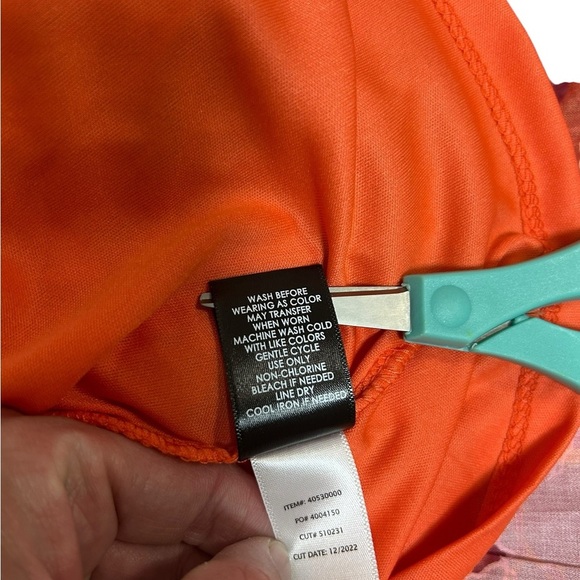 WASH BEFORE
WEARING AS COLOR
MAY TRANSFER
WHEN WORN
MACHINE WASH COLD
WITH LIKE COLORS
GENTLE CYCLE
USE ONLY
NON-CHLORINE
BLEACH IF NEEDED
LINE DRY
COOL IRON IF NEEDED
ITEM#: 40530000
PO# 4004150
CUT# 510231
CUT DATE: 12/2022